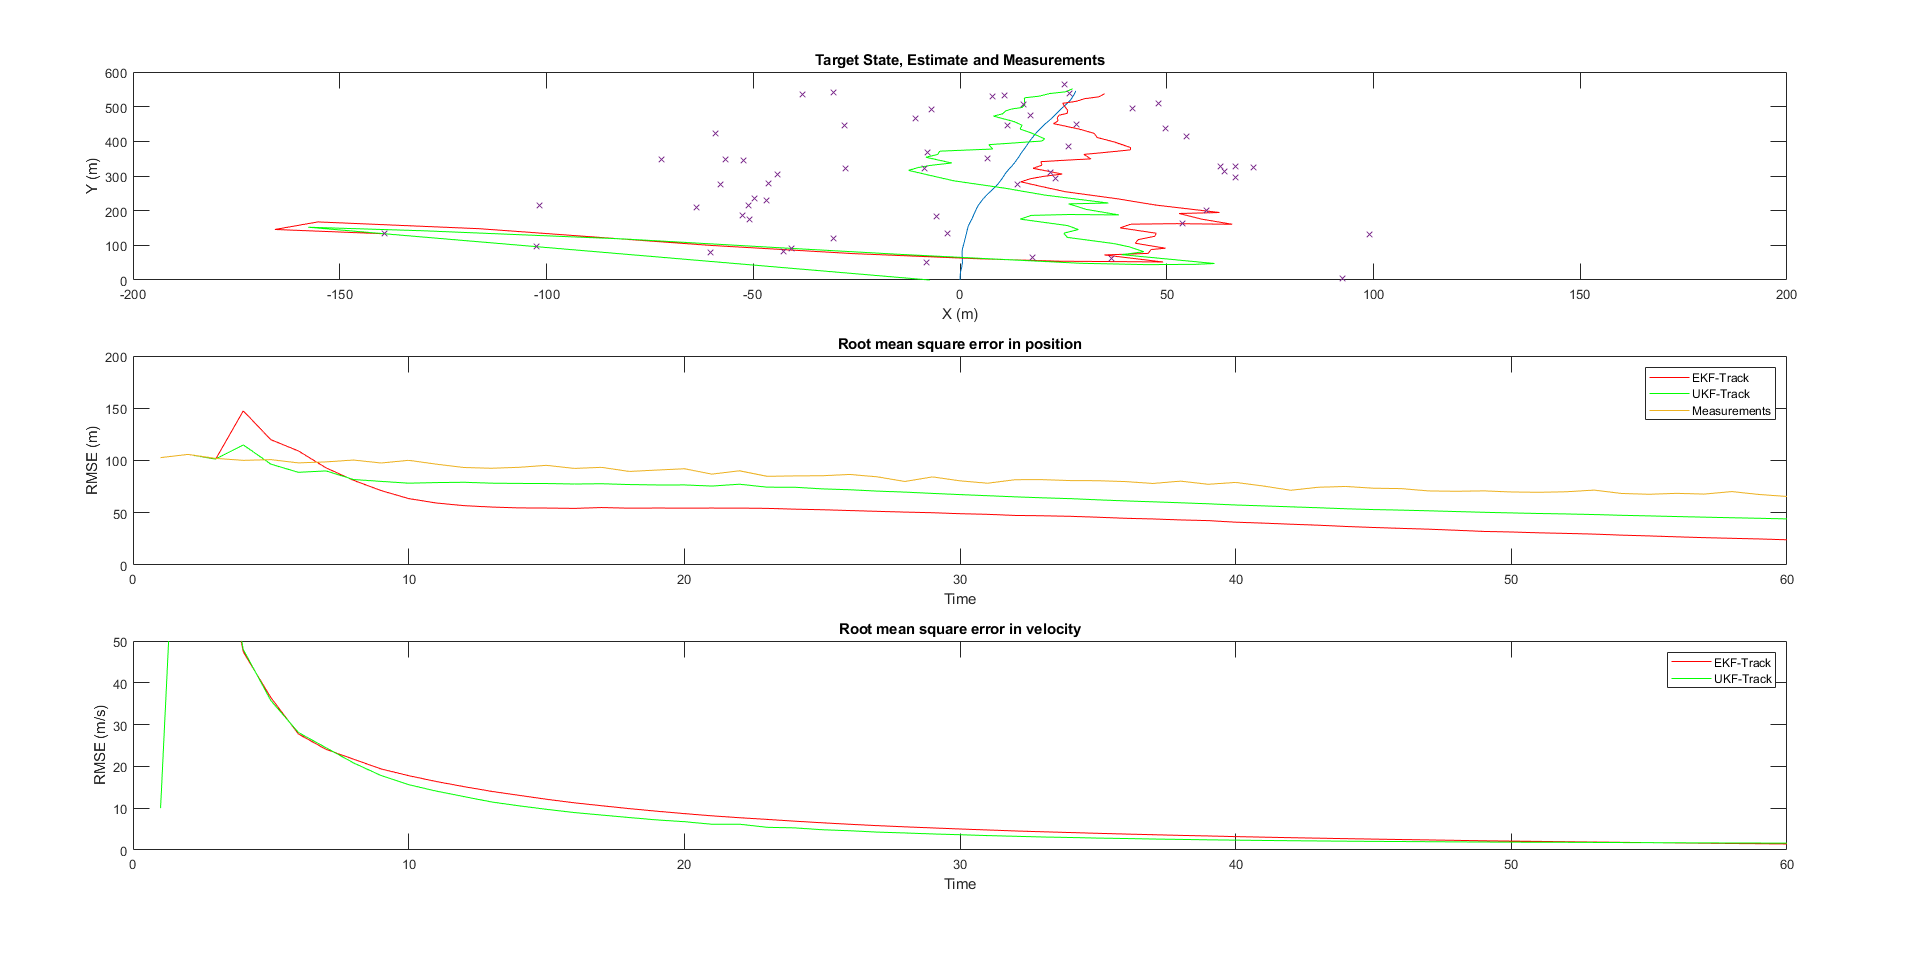 Target State, Estimate and Measurements
600
500
400
300
200
100
0
Y (m)
-200 -150 -100 -50 0 50 100 150 200
X (m)
Root mean square error in position
200
150
100
50
0
RMSE (m)
EKF-Track
UKF-Track
Measurements
0 10 20 30 40 50 60
Time
Root mean square error in velocity
50
40
30
20
10
0
RMSE (m/s)
EKF-Track
UKF-Track
0 10 20 30 40 50 60
Time